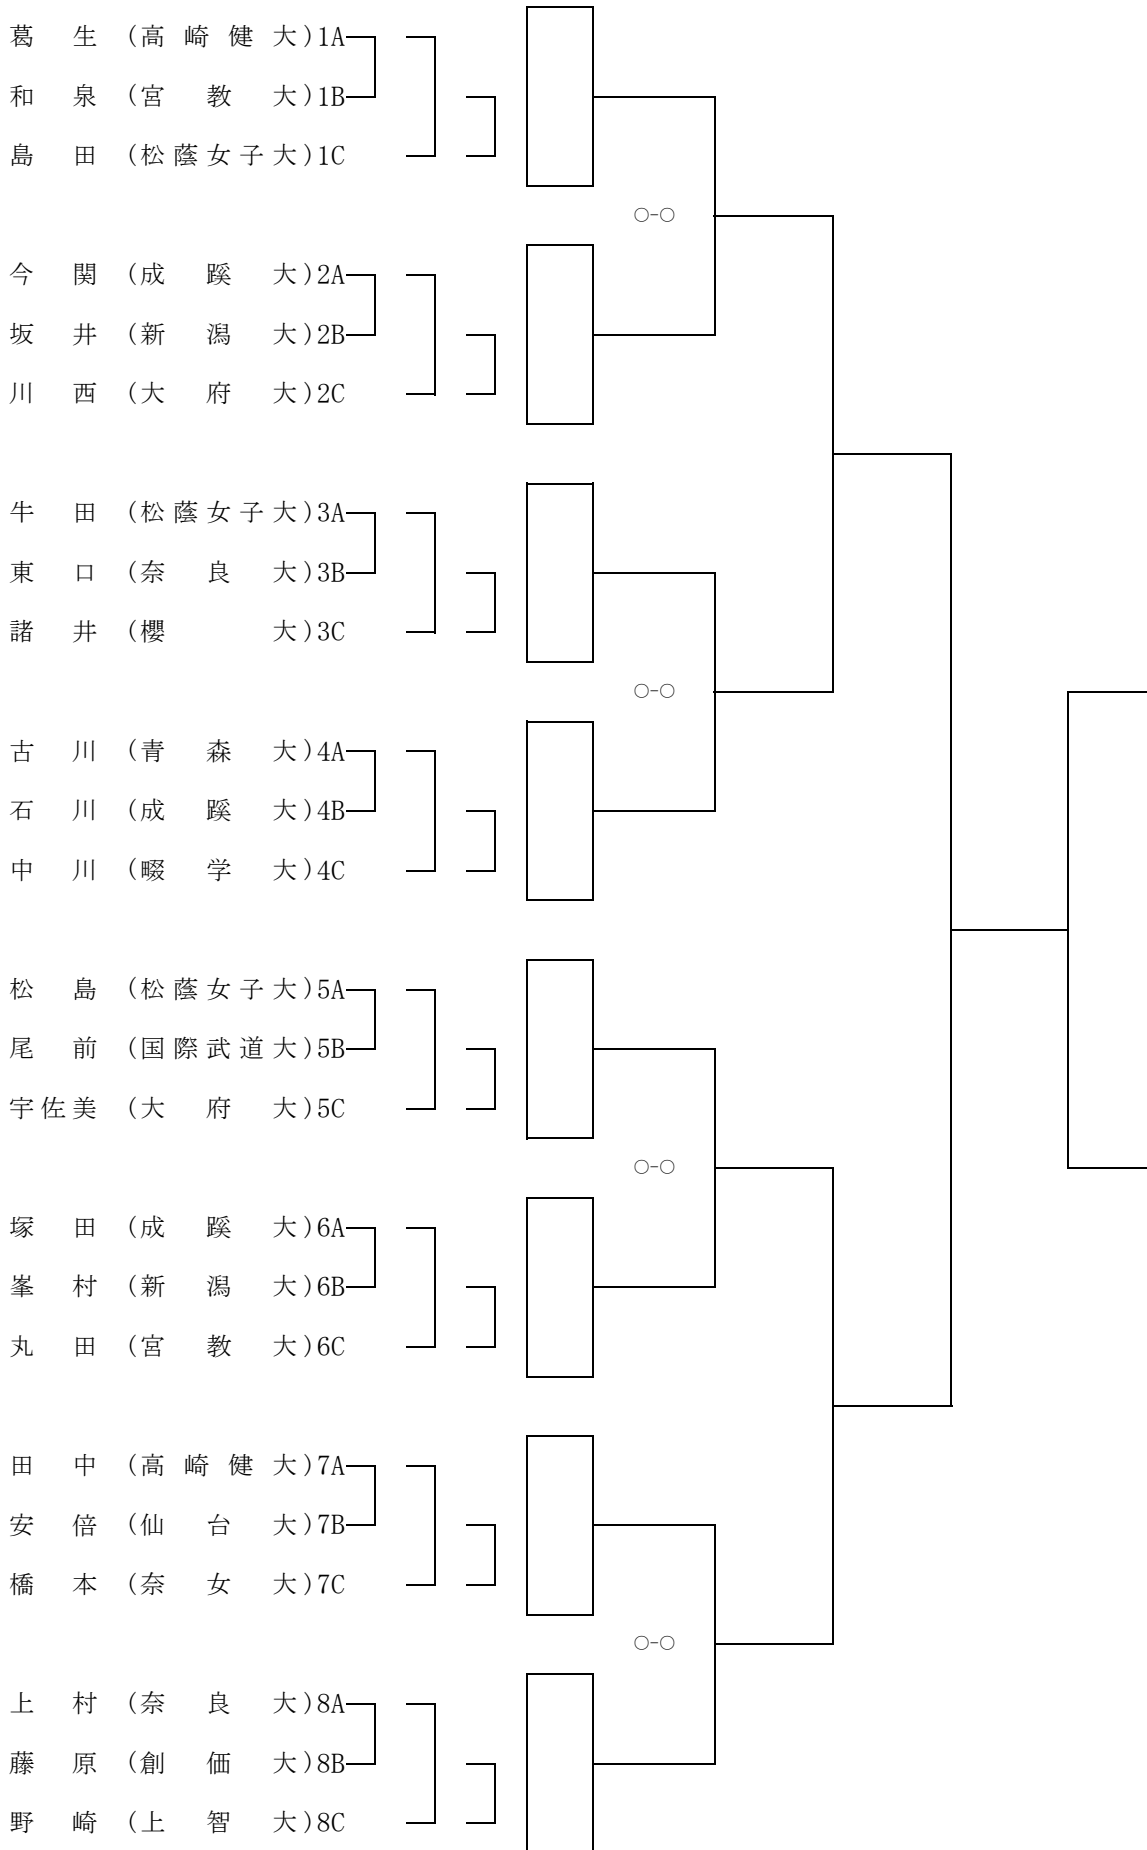 葛生 (高崎健大)1A
和泉 (宮教大)1B
島田 (松蔭女子大)1C
○-○
今関 (成蹊大)2A
坂井 (新潟大)2B
川西 (大府大)2C
牛田 (松蔭女子大)3A
東口 (奈良大)3B
諸井 (櫻大)3C
○-○
古川 (青森大)4A
石川 (成蹊大)4B
中川 (畷学大)4C
松島 (松蔭女子大)5A
尾前 (国際武道大)5B
宇佐美 (大府大)5C
○-○
塚田 (成蹊大)6A
峯村 (新潟大)6B
丸田 (宮教大)6C
田中 (高崎健大)7A
安倍 (仙台大)7B
橋本 (奈女大)7C
○-○
上村 (奈良大)8A
藤原 (創価大)8B
野崎 (上智大)8C